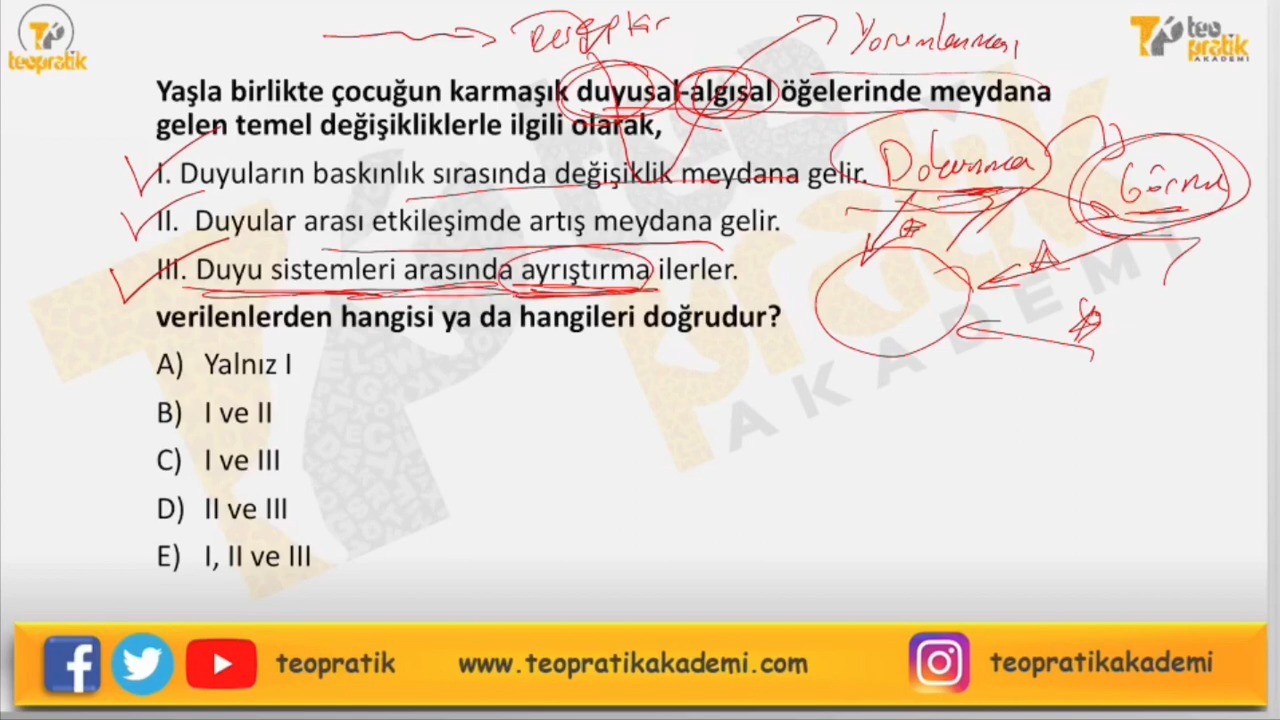 teopratik
teo
pratik
AKADEMİ
Yorumlanması
Yaşla birlikte çocuğun karmaşık duyusal-algısal öğelerinde meydana
gelen temel değişikliklerle ilgili olarak,
I. Duyuların baskınlık sırasında değişiklik meydana gelir.
Dokunma
Görme
II. Duyular arası etkileşimde artış meydana gelir.
III. Duyu sistemleri arasında ayrıştırma ilerler.
verilenlerden hangisi ya da hangileri doğrudur?
A) Yalnız I
B) I ve II
C) I ve III
D) II ve III
E) I, II ve III
teopratik www.teopratikakademi.com teopratikakademi